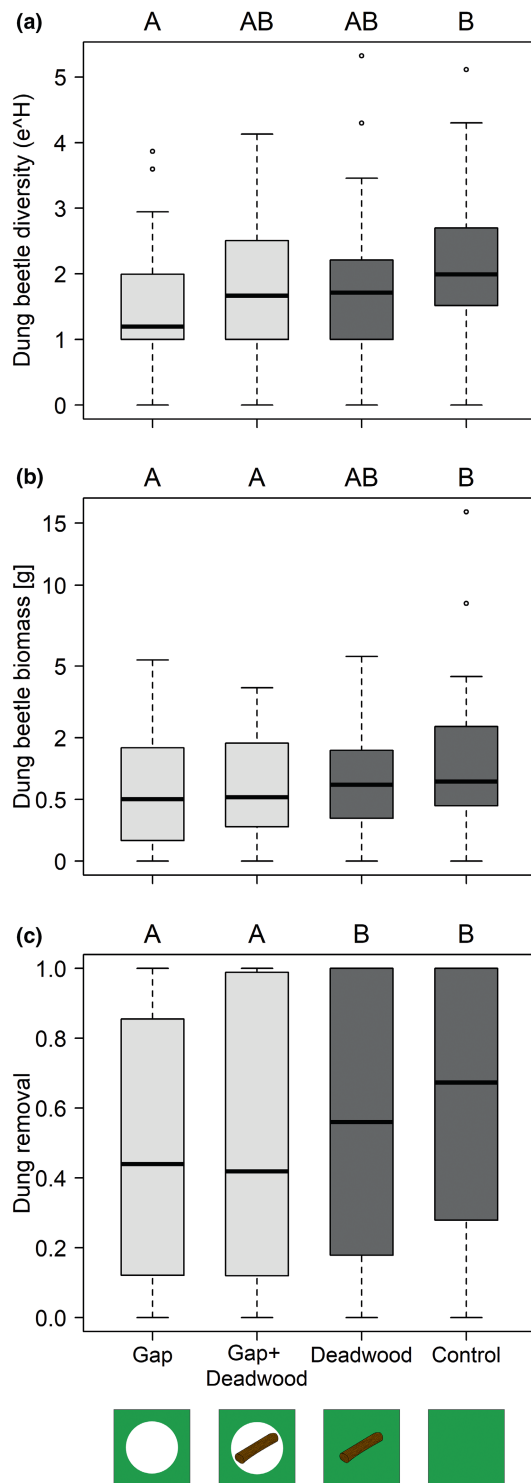 (a) A AB AB B
Dung beetle diversity (e^H)
5
4
3
2
1
0
(b) A A AB B
Dung beetle biomass [g]
15
10
5
2
0.5
0
(c) A A B B
Dung removal
1.0
0.8
0.6
0.4
0.2
0.0
Gap Gap+ Deadwood Control
Deadwood